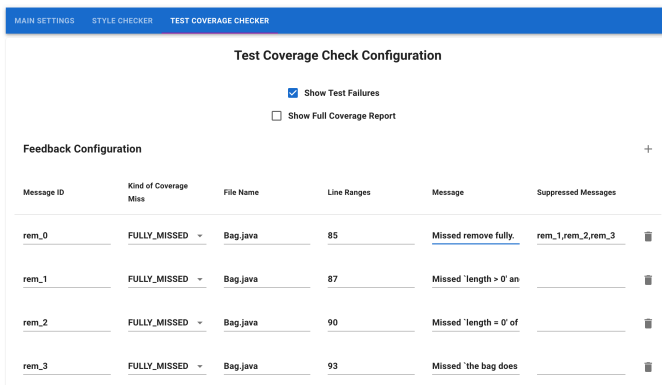 MAIN SETTINGS STYLE CHECKER TEST COVERAGE CHECKER
Test Coverage Check Configuration
Show Test Failures
Show Full Coverage Report
Feedback Configuration +
Message ID Kind of Coverage Miss File Name Line Ranges Message Suppressed Messages
rem_0 FULLY_MISSED Bag.java 85 Missed remove fully. rem_1,rem_2,rem_3
rem_1 FULLY_MISSED Bag.java 87 Missed `length > 0' an
rem_2 FULLY_MISSED Bag.java 90 Missed `length = 0' of
rem_3 FULLY_MISSED Bag.java 93 Missed `the bag does